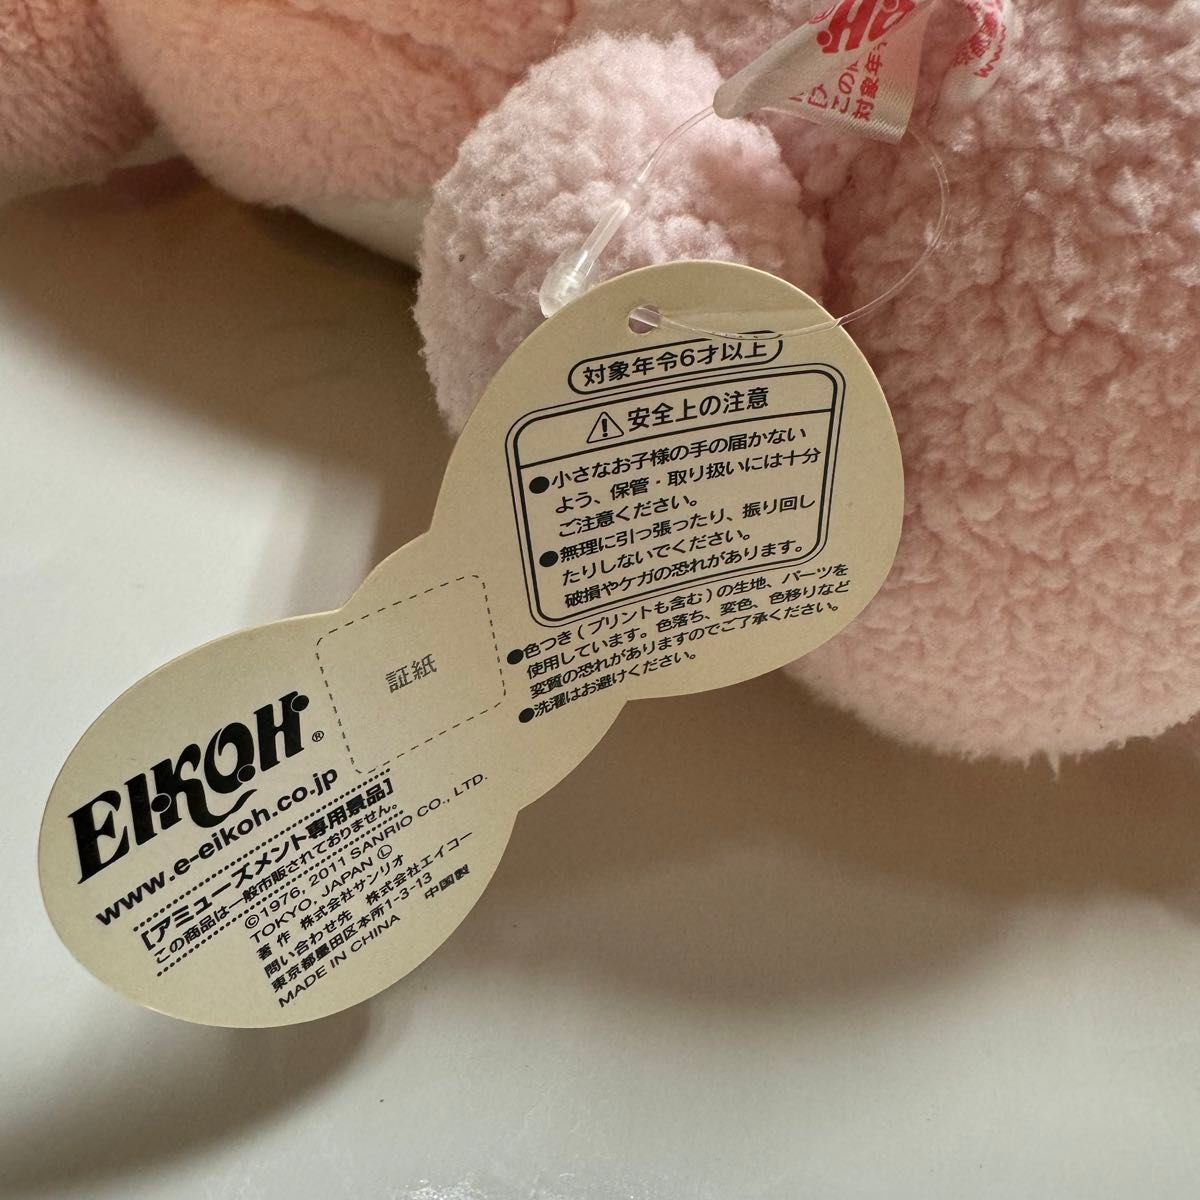 対象年令6才以上
安全上の注意
●小さなお子様の手の届かない
よう、保管・取り扱いには十分
ご注意ください。
●無理に引っ張ったり、振り回し
たりしないでください。
破損やケガの恐れがあります。
●色つき(プリントも含む)の生地、パーツを
使用しています。色落ち、変色、色移りなど
変質の恐れがありますのでご了承ください。
●洗濯はお避けください。
証紙
EIKOH®
www.e-eikoh.co.jp
[アミューズメント専用景品]
この商品は一般市販されておりません。
©1976, 2011 SANRIO CO., LTD.
TOKYO, JAPAN Ⓛ
著作 株式会社サンリオ
問い合わせ先 株式会社エイコー
東京都墨田区本所1-3-13
MADE IN CHINA 中国製
この
対象年